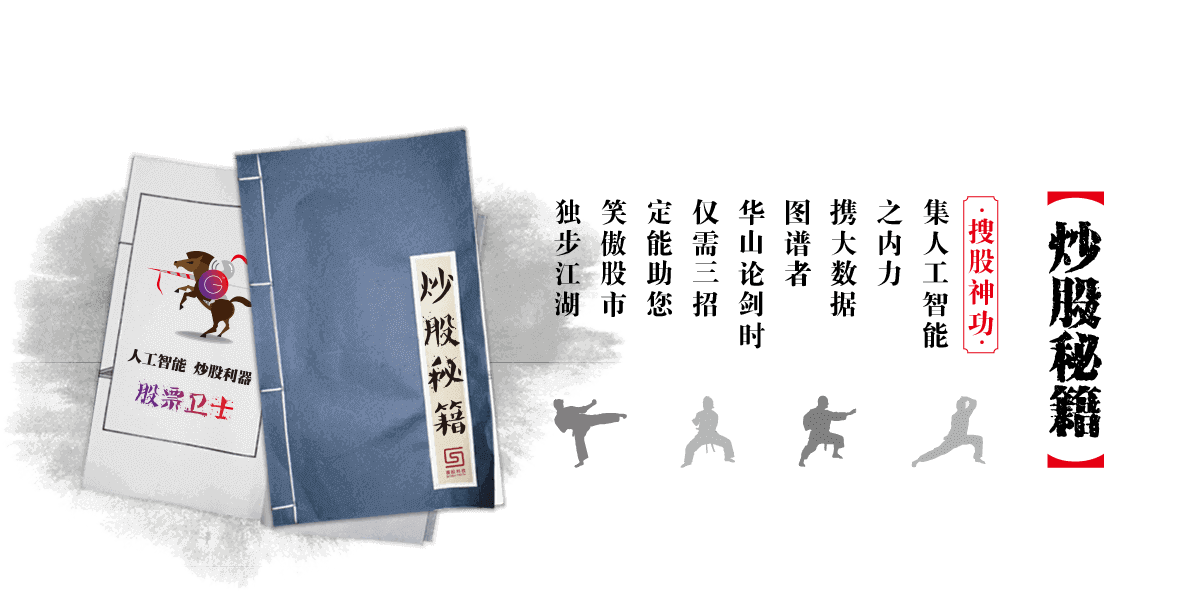 【炒股秘籍】
·搜股神功·
集人工智能
之内力
携大数据
图谱者
华山论剑时
仅需三招
定能助您
笑傲股市
独步江湖
炒股秘籍
人工智能 炒股利器
股票卫士